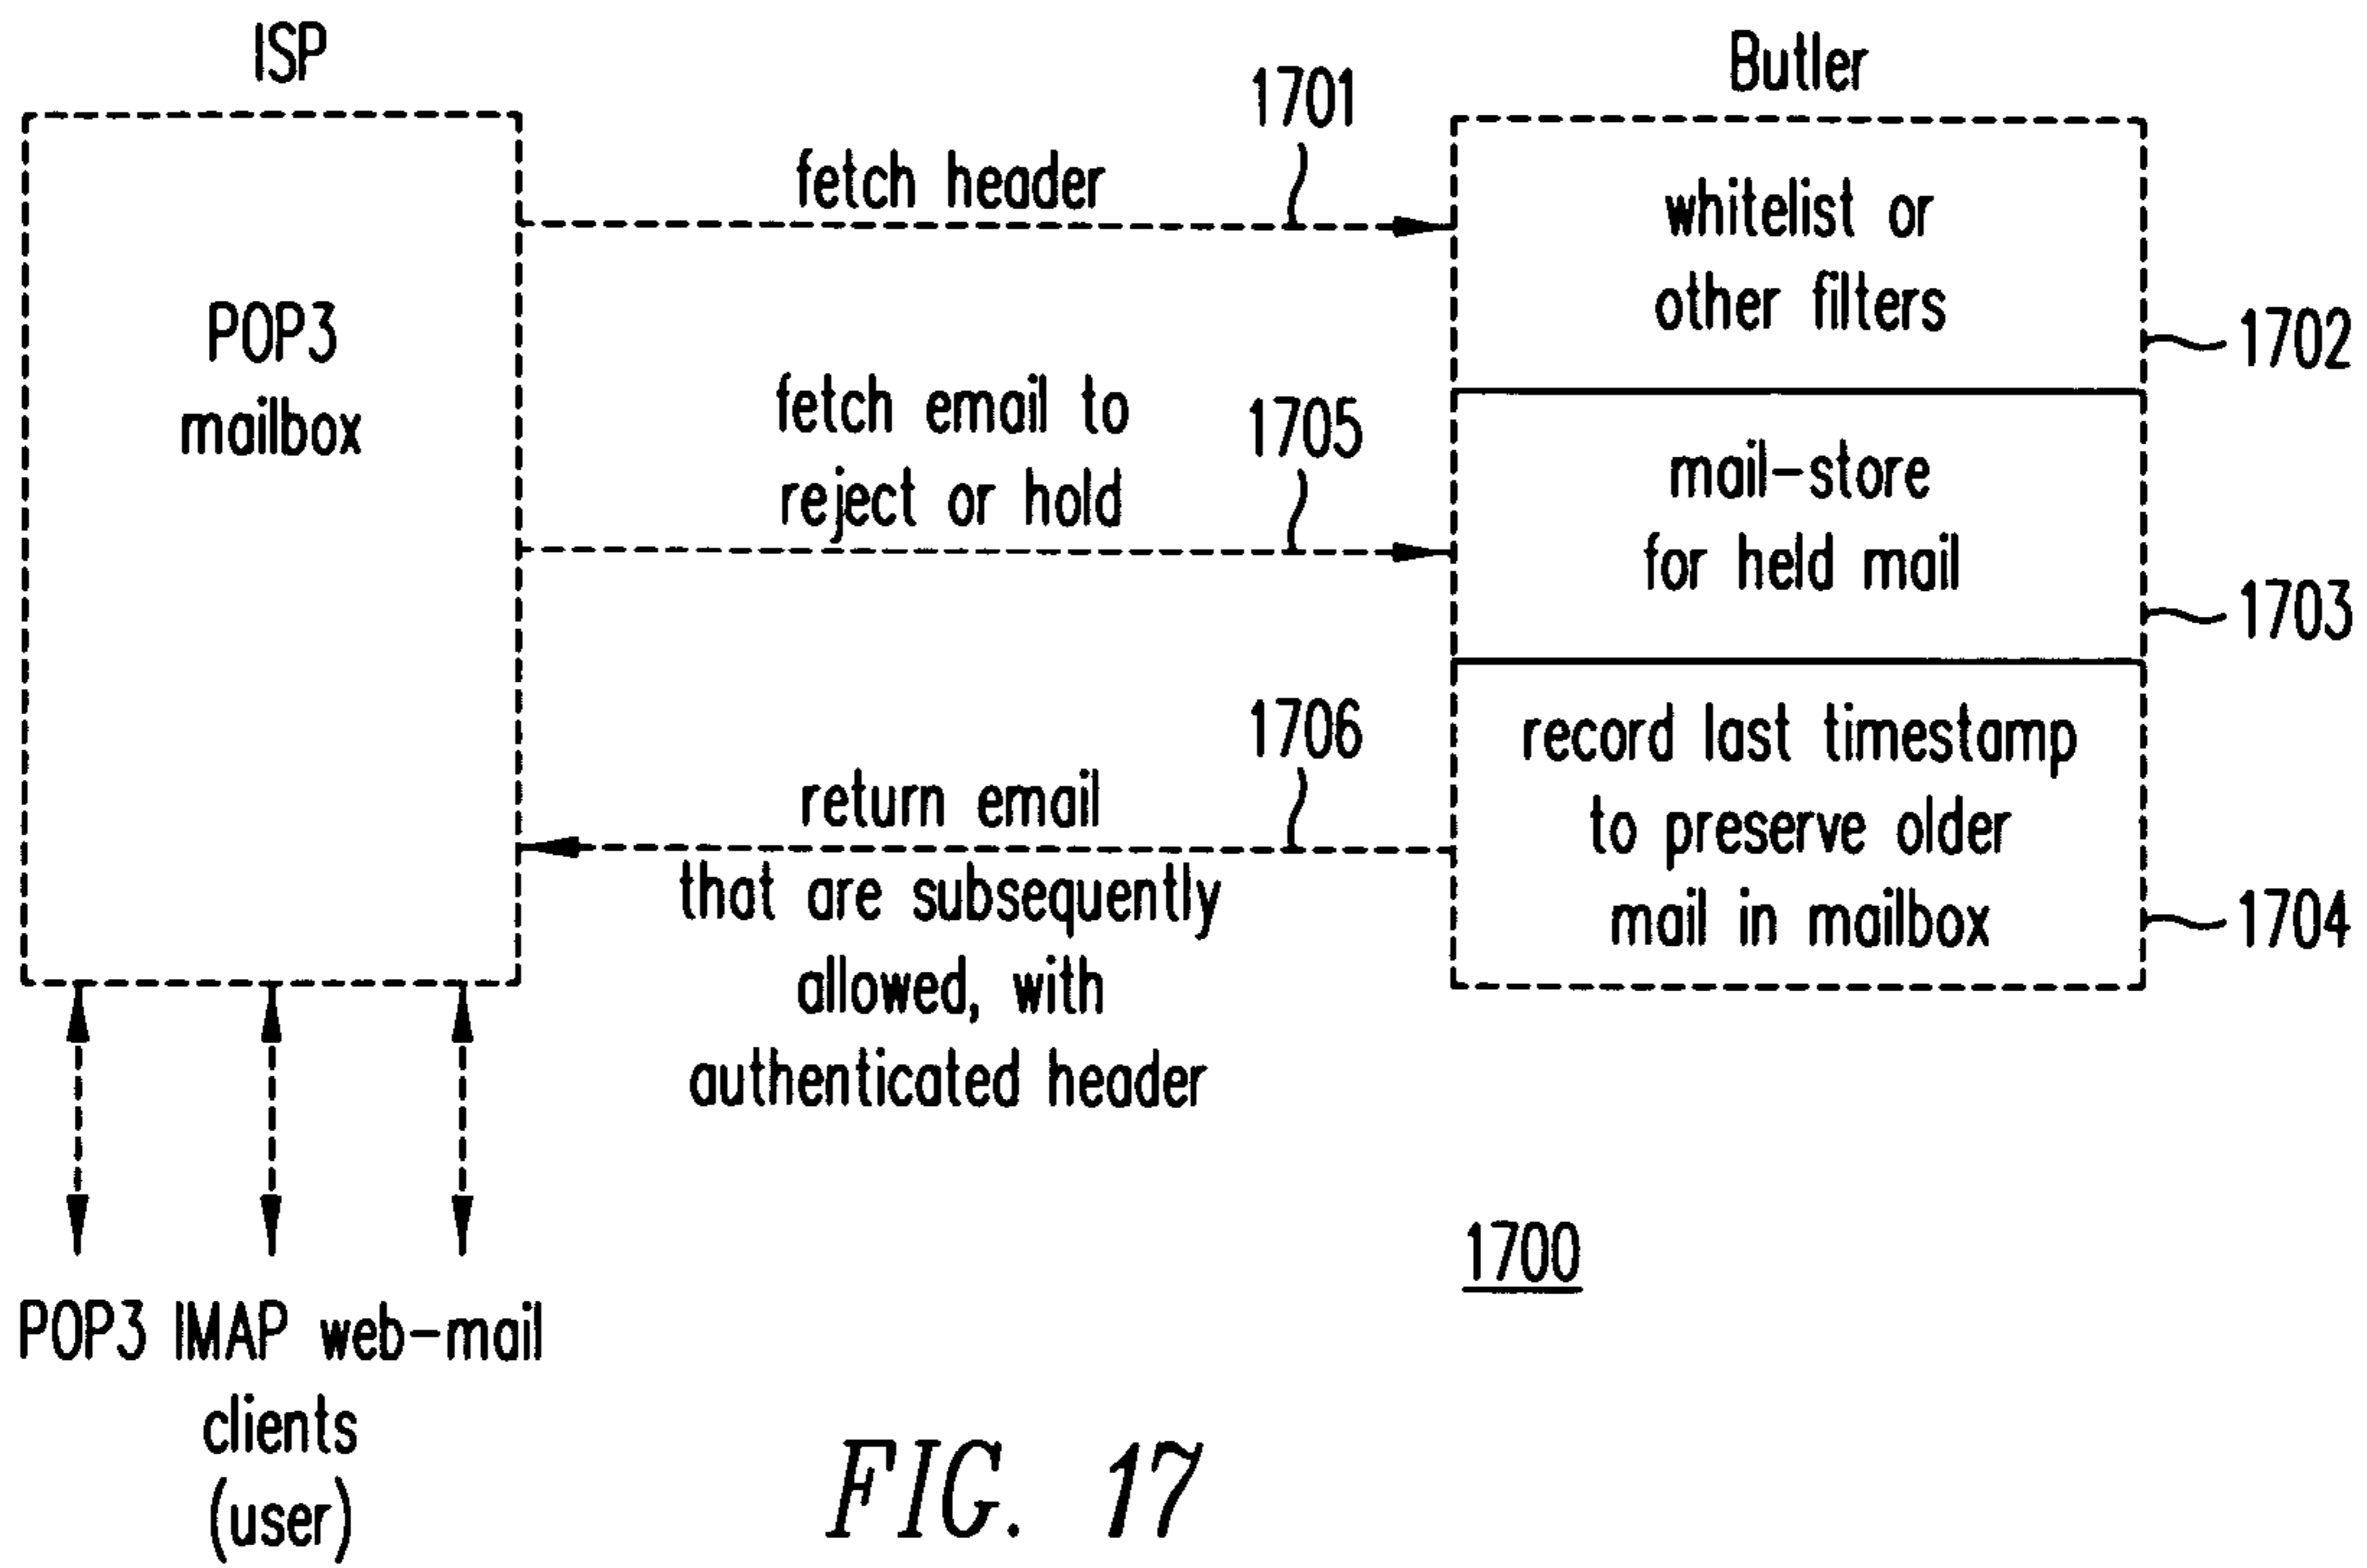 ISP
Butler
1701
fetch header
whitelist or
other filters
1702
POP3
mailbox
fetch email to
reject or hold
1705
mail-store
for held mail
1703
1706
return email
that are subsequently
allowed, with
authenticated header
record last timestamp
to preserve older
mail in mailbox
1704
1700
POP3 IMAP web-mail
clients
(user)
FIG. 17